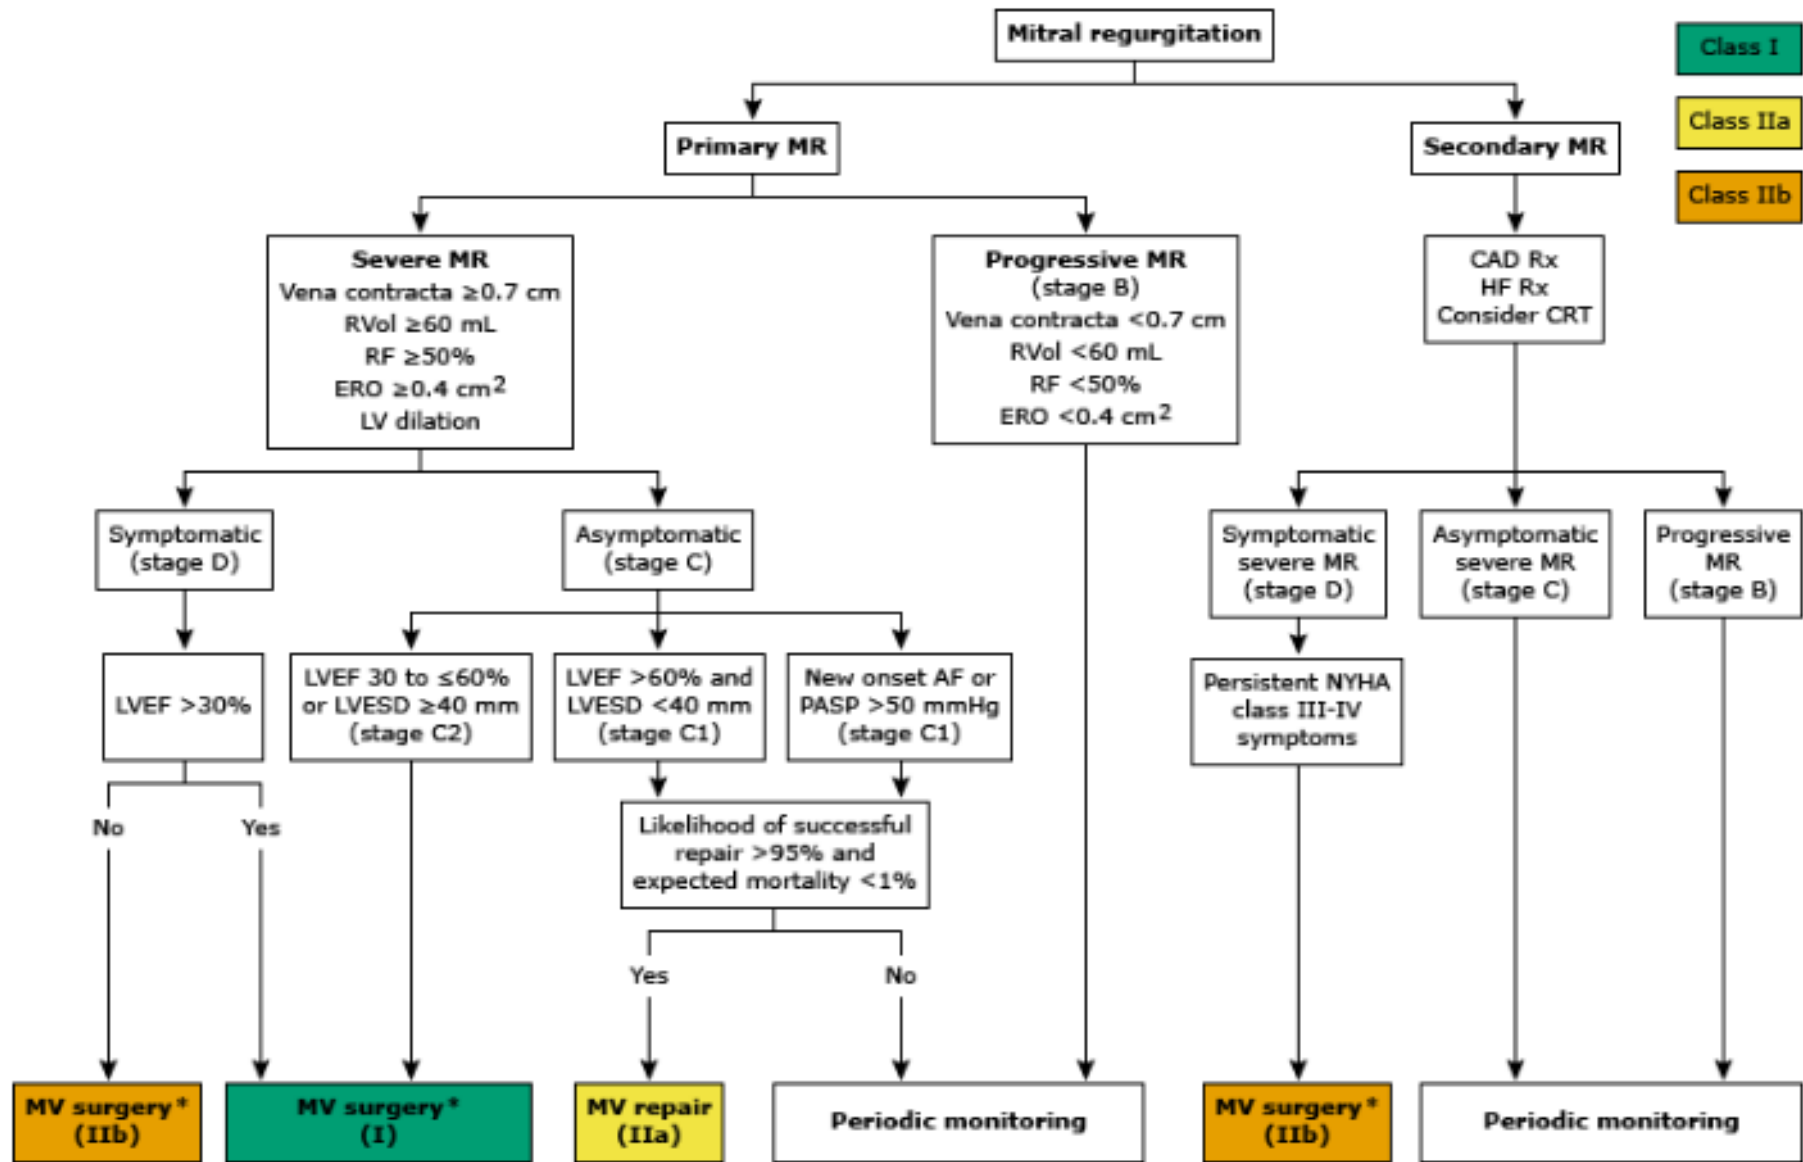 Mitral regurgitation
Class I
Class IIa
Class IIb
Primary MR
Secondary MR
Severe MR
Vena contracta ≥0.7 cm
RVol ≥60 mL
RF ≥50%
ERO ≥0.4 cm²
LV dilation
Progressive MR
(stage B)
Vena contracta <0.7 cm
RVol <60 mL
RF <50%
ERO <0.4 cm²
CAD Rx
HF Rx
Consider CRT
Symptomatic
(stage D)
Asymptomatic
(stage C)
Symptomatic
severe MR
(stage D)
Asymptomatic
severe MR
(stage C)
Progressive
MR
(stage B)
LVEF >30%
LVEF 30 to ≤60%
or LVESD ≥40 mm
(stage C2)
LVEF >60% and
LVESD <40 mm
(stage C1)
New onset AF or
PASP >50 mmHg
(stage C1)
Persistent NYHA
class III-IV
symptoms
No
Yes
Likelihood of successful
repair >95% and
expected mortality <1%
Yes
No
MV surgery*
(IIb)
MV surgery*
(I)
MV repair
(IIa)
Periodic monitoring
MV surgery*
(IIb)
Periodic monitoring